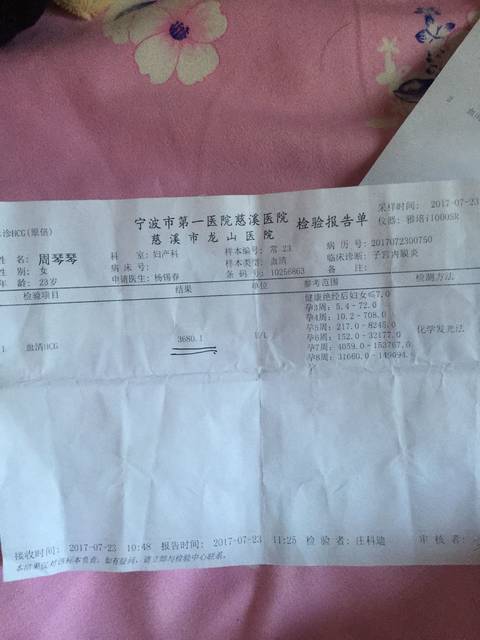 宁波市第一医院慈溪医院
慈溪市龙山医院
检验报告单
采样时间: 2017-07-23
仪器: 雅培i1000SR
诊HCG(翠倍)
姓 名: 周琴琴
科 室: 妇产科
样本编号: 常 23
病 历 号: 2017072300750
性 别: 女
病 床 号:
样本类型: 血清
临床诊断: 子宫内膜炎
年 龄: 23岁
申请医生: 杨锡春
条 码 号: 10256863
备 注:
检验项目 结果 单位 参考范围 检测方法
1 血清HCG 3680.1 U/L
健康绝经后妇女≤7.0
孕3周: 5.4-72.0
孕4周: 10.2-708.0
孕5周: 217.0-8245.0
孕6周: 152.0-32177.0
孕7周: 4059.0-153767.0
孕8周: 31660.0-149094.
化学发光法
接收时间: 2017-07-23 10:48 报告时间: 2017-07-23 11:25 检 验 者: 庄科迪 审 核 者:
本结果仅对所检标本负责, 如有疑问, 请立即与检验中心联系。